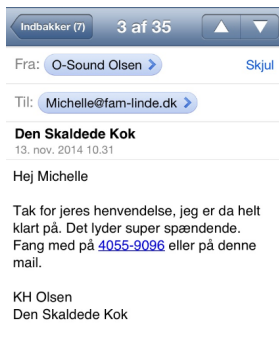 Indbakker (7)
3 af 35
Fra: O-Sound Olsen
Skjul
Til: Michelle@fam-linde.dk
Den Skaldede Kok
13. nov. 2014 10.31
Hej Michelle
Tak for jeres henvendelse, jeg er da helt
klart på. Det lyder super spændende.
Fang med på 4055-9096 eller på denne
mail.
KH Olsen
Den Skaldede Kok